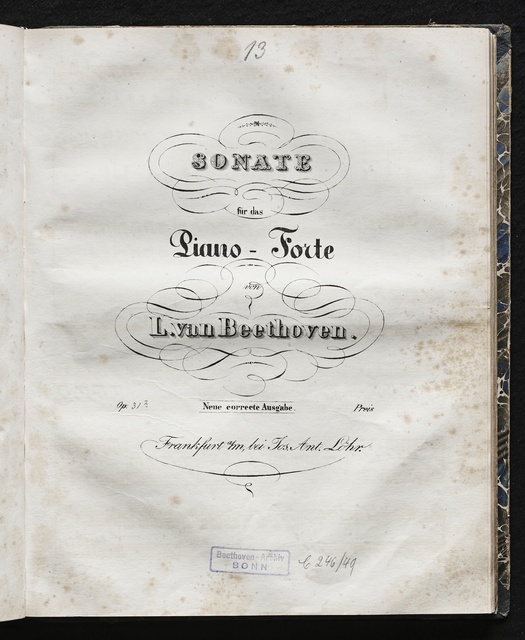 13
SONATE
für das
Piano - Forte
von
L. van Beethoven.
Op. 31² Neue correcte Ausgabe. Preis
Frankfurt a/m, bei Jos. Ant. Löhr.
Beethoven-Archiv
BONN
C 246/49